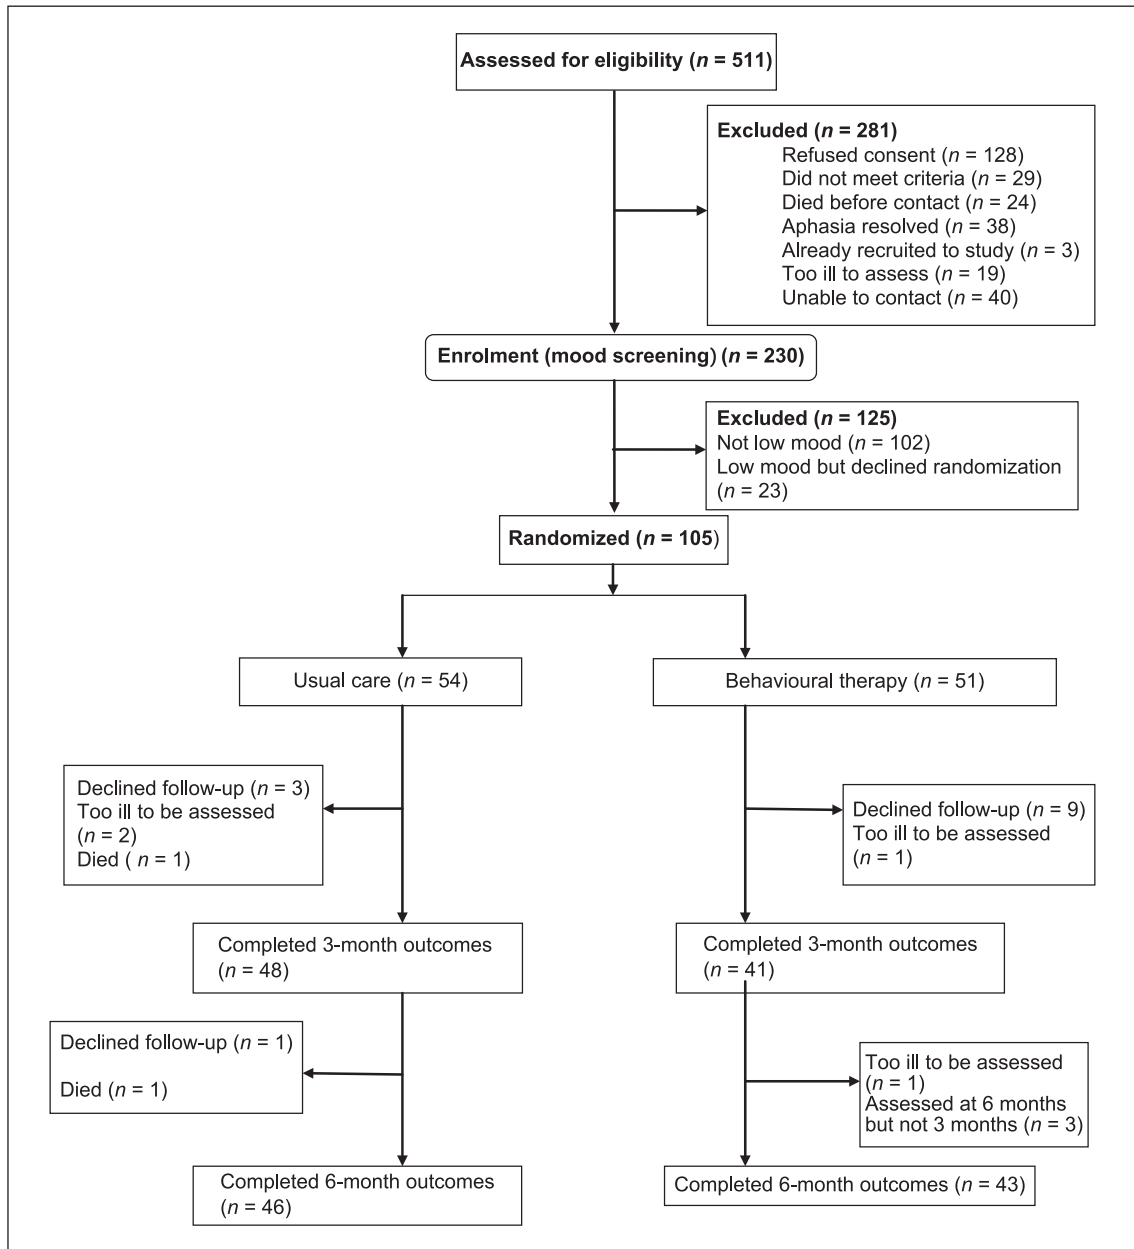 Assessed for eligibility (n = 511)
Excluded (n = 281)
Refused consent (n = 128)
Did not meet criteria (n = 29)
Died before contact (n = 24)
Aphasia resolved (n = 38)
Already recruited to study (n = 3)
Too ill to assess (n = 19)
Unable to contact (n = 40)
Enrolment (mood screening) (n = 230)
Excluded (n = 125)
Not low mood (n = 102)
Low mood but declined randomization
(n = 23)
Randomized (n = 105)
Usual care (n = 54)
Behavioural therapy (n = 51)
Declined follow-up (n = 3)
Too ill to be assessed
(n = 2)
Died ( n = 1)
Declined follow-up (n = 9)
Too ill to be assessed
(n = 1)
Completed 3-month outcomes
(n = 48)
Completed 3-month outcomes
(n = 41)
Declined follow-up (n = 1)
Died (n = 1)
Too ill to be assessed
(n = 1)
Assessed at 6 months
but not 3 months (n = 3)
Completed 6-month outcomes
(n = 46)
Completed 6-month outcomes (n = 43)